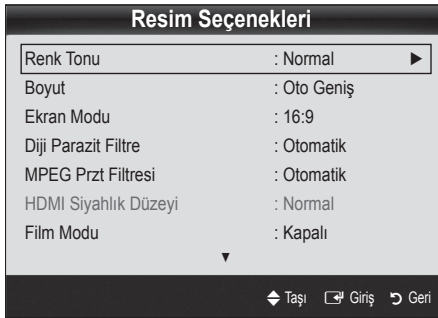 Resim Seçenekleri
Renk Tonu : Normal ►
Boyut : Oto Geniş
Ekran Modu : 16:9
Diji Parazit Filtre : Otomatik
MPEG Przt Filtresi : Otomatik
HDMI Siyahlık Düzeyi : Normal
Film Modu : Kapalı
▼
Taşı Giriş Geri